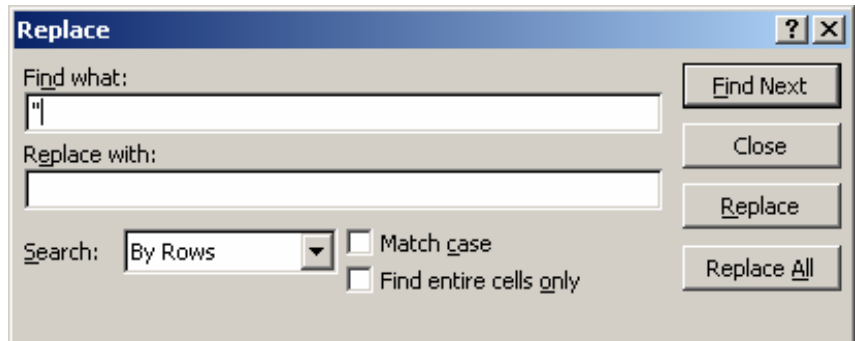 Replace
Find what:
"
Replace with:
Search: By Rows
Match case
Find entire cells only
Find Next
Close
Replace
Replace All